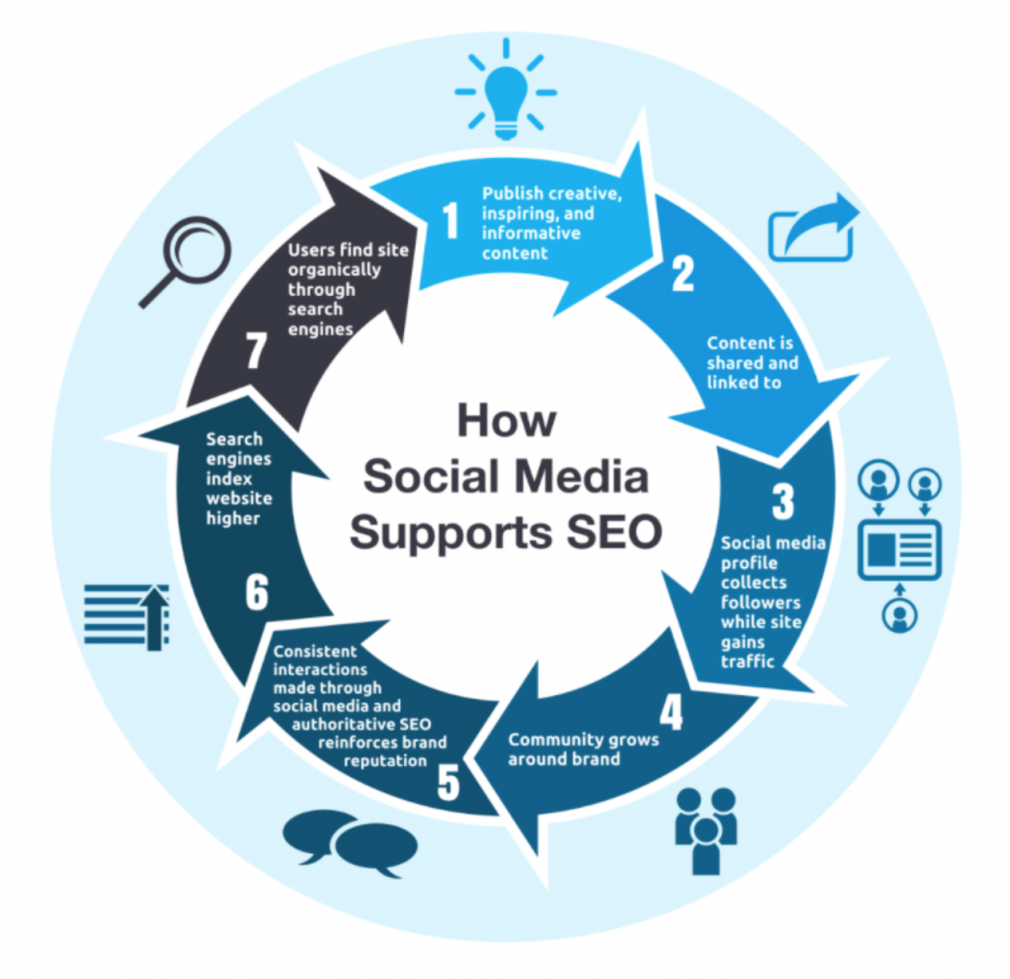 How
Social Media
Supports SEO
1
Publish creative,
inspiring, and
informative
content
2
Content is
shared and
linked to
3
Social media
profile
collects
followers
while site
gains
traffic
4
Community grows
around brand
5
Consistent
interactions
made through
social media and
authoritative SEO
reinforces brand
reputation
6
Search
engines
index
website
higher
7
Users find site
organically
through
search
engines